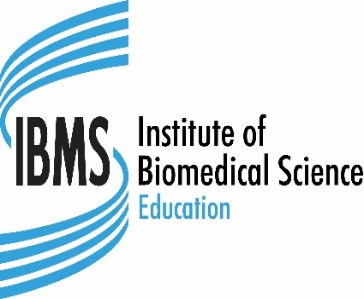 IBMS
Institute of
Biomedical Science
Education